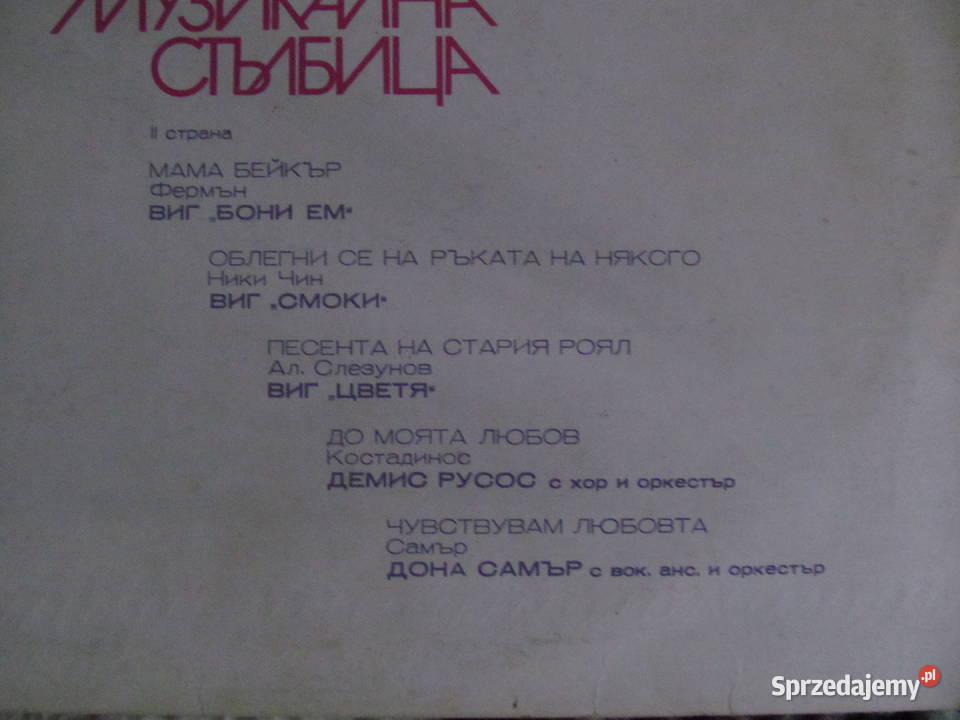 МУЗИКАЛНА
СТЪЛБИЦА
II страна
МАМА БЕЙКЪР
Фермън
ВИГ „БОНИ ЕМ“
ОБЛЕГНИ СЕ НА РЪКАТА НА НЯКОГО
Ники Чин
ВИГ „СМОКИ“
ПЕСЕНТА НА СТАРИЯ РОЯЛ
Ал. Слезунов
ВИГ „ЦВЕТЯ“
ДО МОЯТА ЛЮБОВ
Костадинос
ДЕМИС РУСОС с хор и оркестър
ЧУВСТВУВАМ ЛЮБОВТА
Самър
ДОНА САМЪР с вок. анс. и оркестър
Sprzedajemy.pl